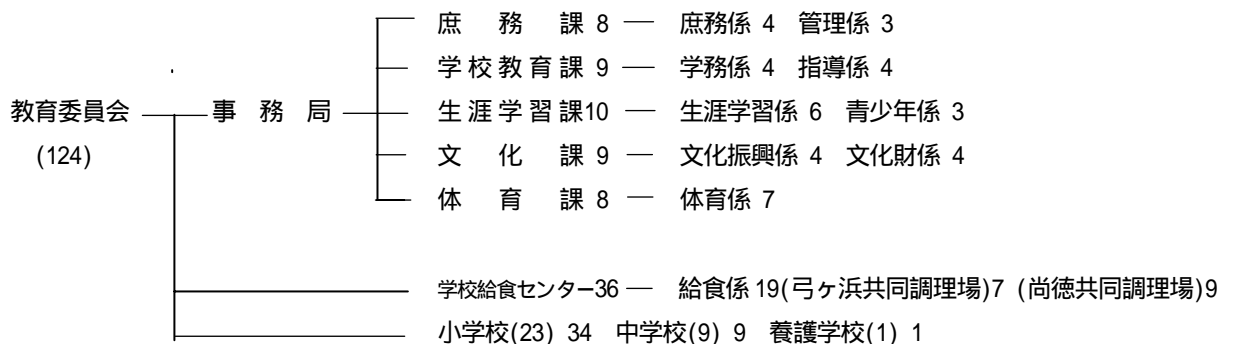 庶務課 8 ― 庶務係 4 管理係 3
学校教育課 9 ― 学務係 4 指導係 4
教育委員会 事務局 生涯学習課10 ― 生涯学習係 6 青少年係 3
(124) 文化課 9 ― 文化振興係 4 文化財係 4
体育課 8 ― 体育係 7
学校給食センター36 ― 給食係 19(弓ヶ浜共同調理場)7 (尚徳共同調理場)9
小学校(23) 34 中学校(9) 9 養護学校(1) 1